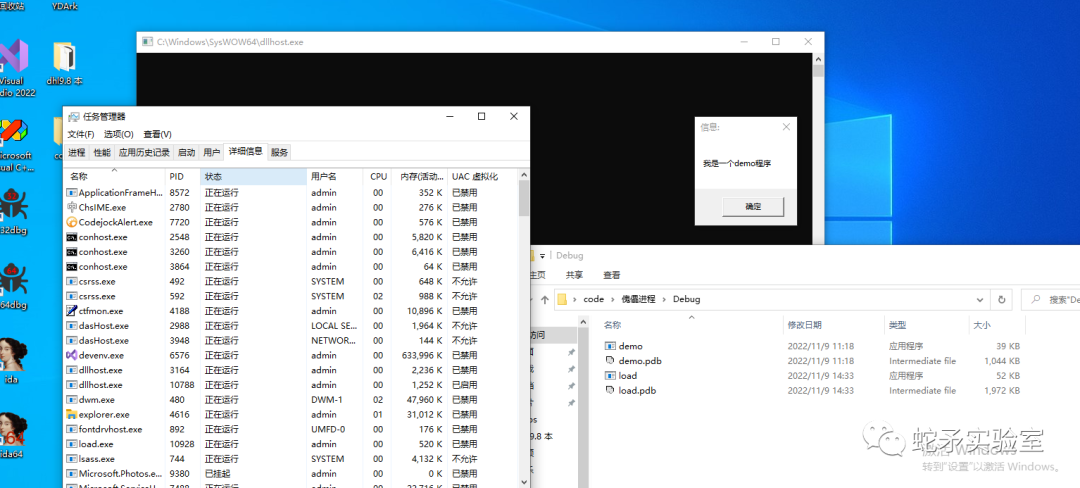 回收站
YDArk
Visual
dio 2022
dhl9.8 本
icrosoft
ual C+...
32dbg
64dbg
ida
ida64
C:\Windows\SysWOW64\dllhost.exe
信息:
我是一个demo程序
确定
任务管理器
文件(F) 选项(O) 查看(V)
进程 性能 应用历史记录 启动 用户 详细信息 服务
名称 PID 状态 用户名 CPU 内存(活动... UAC 虚拟化
ApplicationFrameH... 8572 正在运行 admin 00 352 K 已禁用
ChsIME.exe 2780 正在运行 admin 00 276 K 已禁用
CodejockAlert.exe 7720 正在运行 admin 00 576 K 已禁用
conhost.exe 2548 正在运行 admin 00 5,820 K 已禁用
conhost.exe 3260 正在运行 admin 00 6,416 K 已禁用
conhost.exe 3864 正在运行 admin 00 64 K 已禁用
csrss.exe 492 正在运行 SYSTEM 00 648 K 不允许
csrss.exe 592 正在运行 SYSTEM 02 988 K 不允许
ctfmon.exe 4188 正在运行 admin 00 10,896 K 已禁用
dasHost.exe 2988 正在运行 LOCAL SE... 00 1,964 K 不允许
dasHost.exe 3948 正在运行 NETWOR... 00 144 K 不允许
devenv.exe 6576 正在运行 admin 00 633,996 K 已禁用
dllhost.exe 3164 正在运行 admin 00 2,236 K 已禁用
dllhost.exe 10788 正在运行 admin 00 1,252 K 已启用
dwm.exe 480 正在运行 DWM-1 02 47,960 K 已禁用
explorer.exe 4616 正在运行 admin 01 31,012 K 已禁用
fontdrvhost.exe 892 正在运行 UMFD-0 00 176 K 已禁用
load.exe 10928 正在运行 admin 00 520 K 已禁用
lsass.exe 744 正在运行 SYSTEM 00 4,132 K 不允许
Microsoft.Photos.e... 9380 已挂起 admin 00 0 K 已禁用
Debug
主页 共享 查看
code › 傀儡进程 › Debug
搜索"De
访问
9.8 本
名称 修改日期 类型 大小
demo 2022/11/9 11:18 应用程序 39 KB
demo.pdb 2022/11/9 11:18 Intermediate file 1,044 KB
load 2022/11/9 14:33 应用程序 52 KB
load.pdb 2022/11/9 14:33 Intermediate file 1,972 KB
蛇矛实验室
激活 Windows
转到"设置"以激活 Windows。